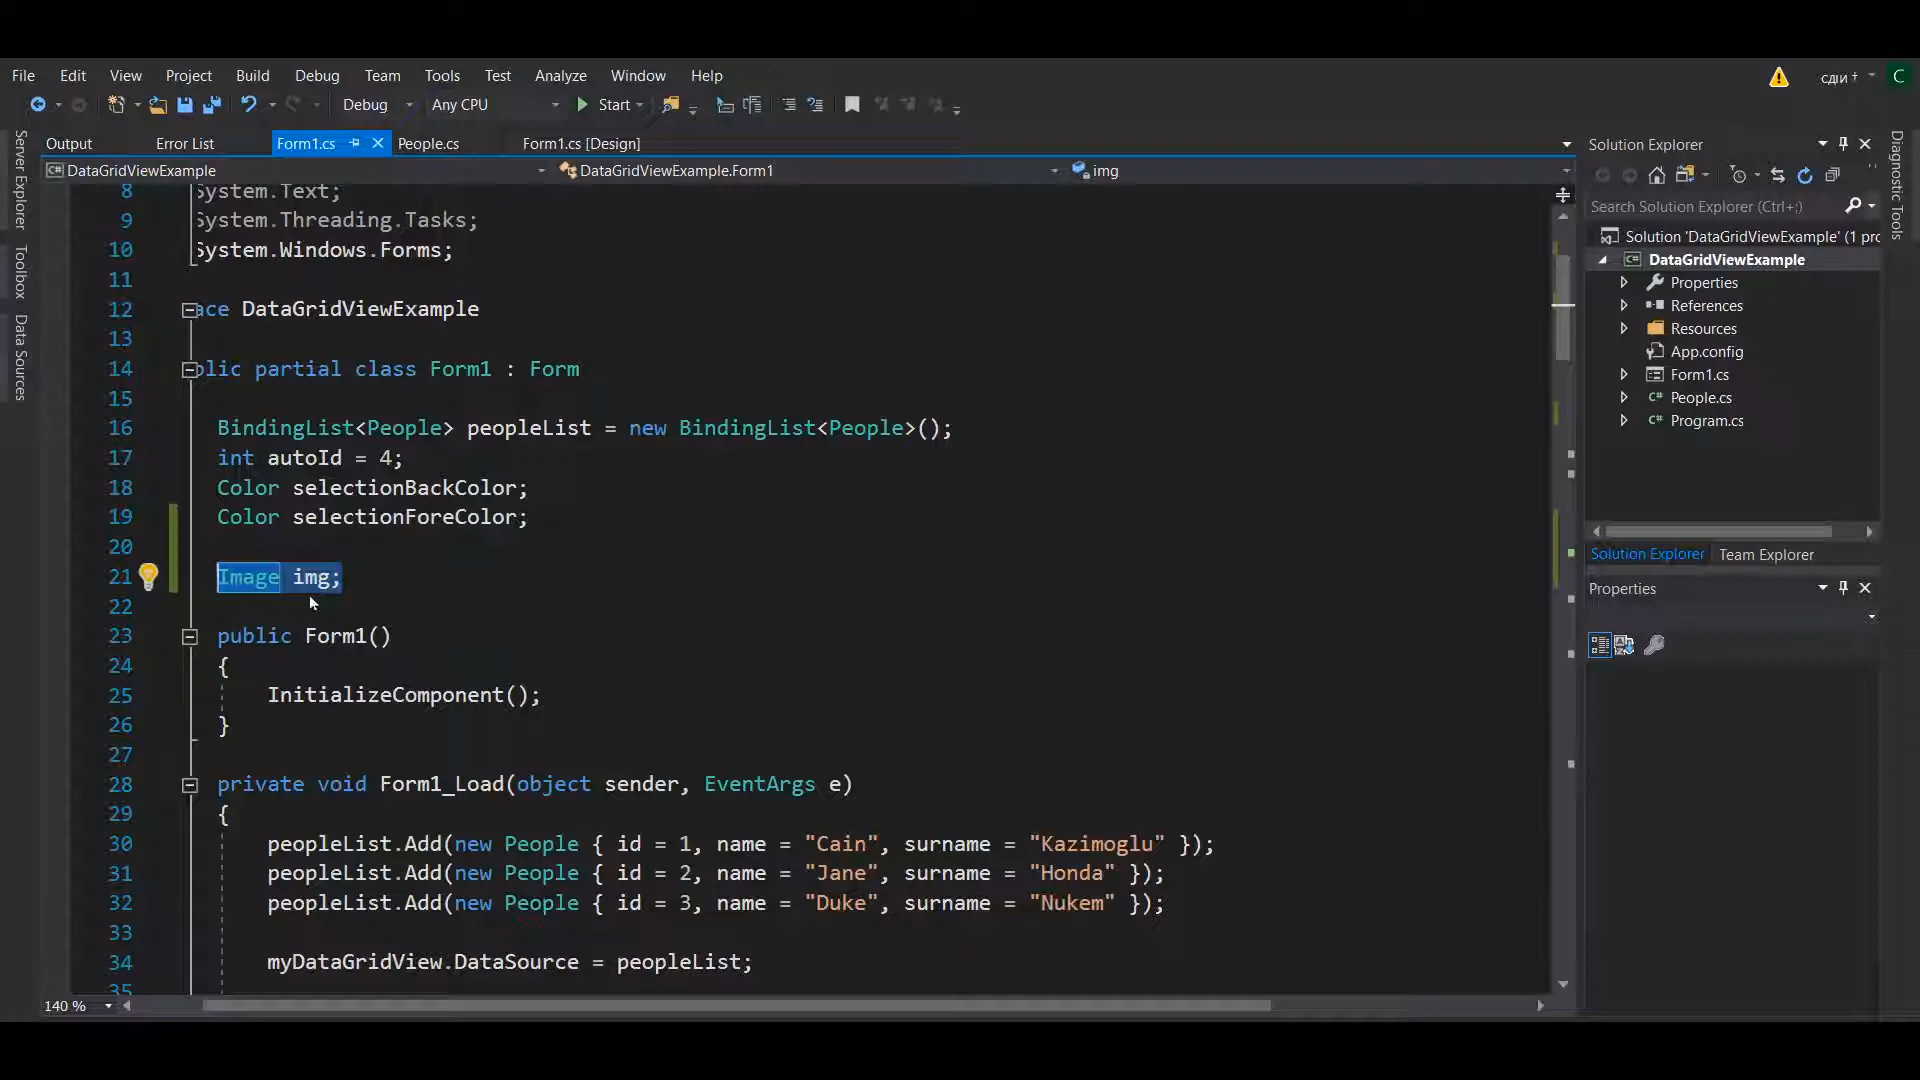 File Edit View Project Build Debug Team Tools Test Analyze Window Help
C
Debug Any CPU Start
Output Error List Form1.cs People.cs Form1.cs [Design]
DataGridViewExample DataGridViewExample.Form1 img
8 System.Text;
9 System.Threading.Tasks;
10 System.Windows.Forms;
11
12 ace DataGridViewExample
13
14 blic partial class Form1 : Form
15
16 BindingList<People> peopleList = new BindingList<People>();
17 int autoId = 4;
18 Color selectionBackColor;
19 Color selectionForeColor;
20
21 Image img;
22
23 public Form1()
24 {
25 InitializeComponent();
26 }
27
28 private void Form1_Load(object sender, EventArgs e)
29 {
30 peopleList.Add(new People { id = 1, name = "Cain", surname = "Kazimoglu" });
31 peopleList.Add(new People { id = 2, name = "Jane", surname = "Honda" });
32 peopleList.Add(new People { id = 3, name = "Duke", surname = "Nukem" });
33
34 myDataGridView.DataSource = peopleList;
35
140 %
Server Explorer
Toolbox
Data Sources
Solution Explorer
Search Solution Explorer (Ctrl+;)
Solution 'DataGridViewExample' (1 pro
C# DataGridViewExample
Properties
References
Resources
App.config
Form1.cs
C# People.cs
C# Program.cs
Solution Explorer Team Explorer
Properties
Diagnostic Tools